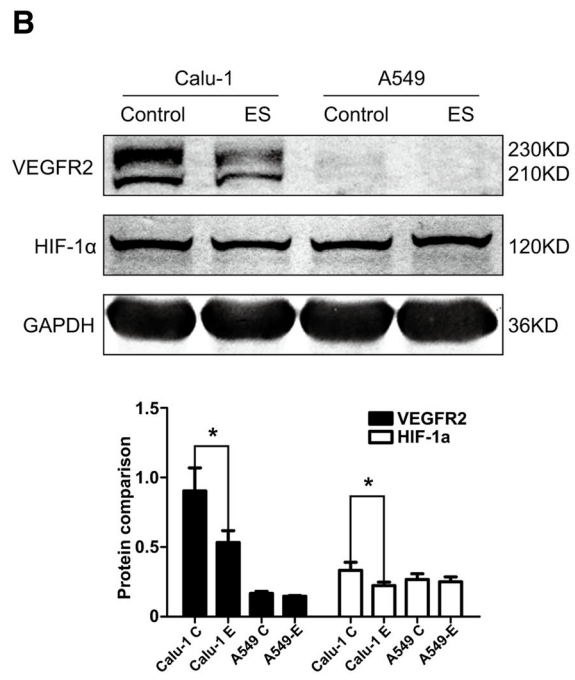 B
Calu-1 A549
Control ES Control ES
VEGFR2 230KD
210KD
HIF-1α 120KD
GAPDH 36KD
Protein comparison
1.5
1.0
0.5
0
* *
VEGFR2
HIF-1a
Calu-1 C Calu-1 E A549 C A549-E Calu-1 C Calu-1 E A549 C A549-E